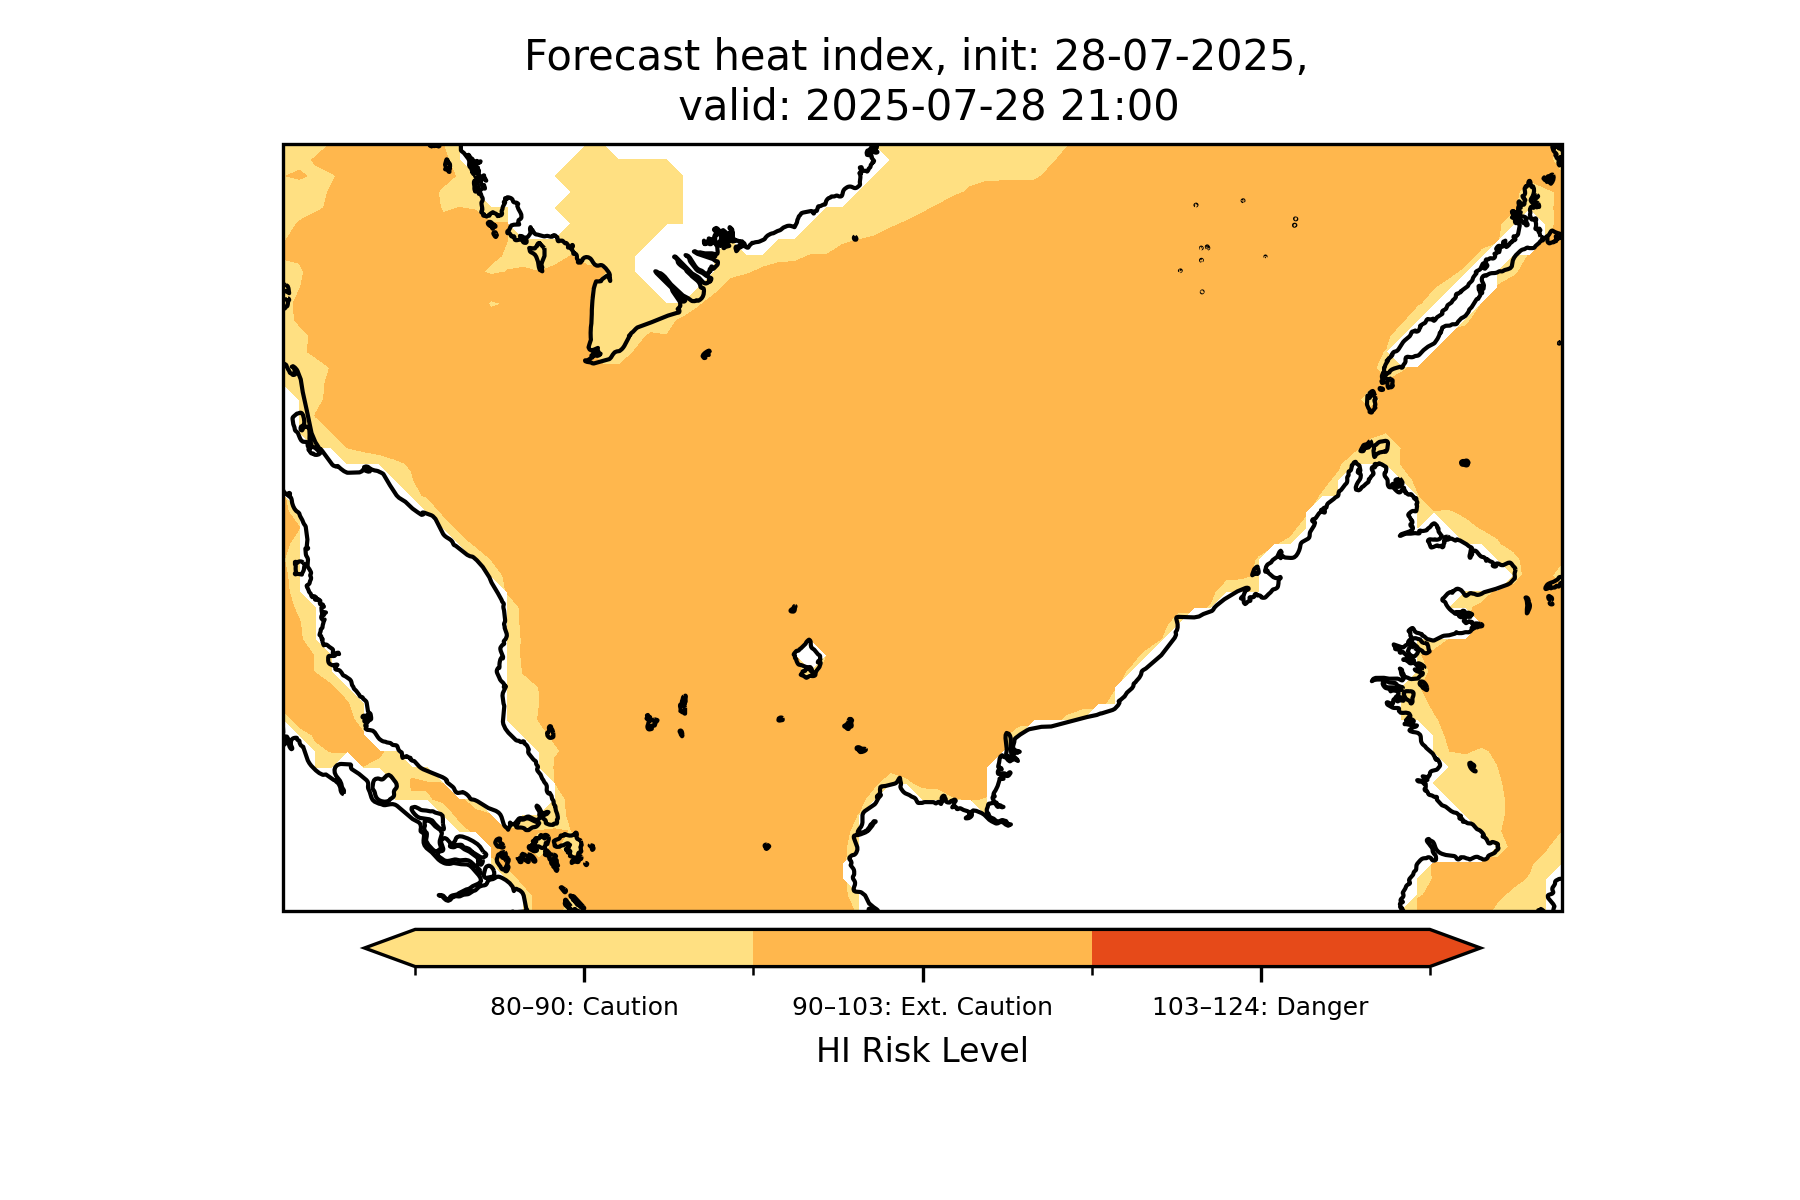 Forecast heat index, init: 28-07-2025,
valid: 2025-07-28 21:00
80–90: Caution
90–103: Ext. Caution
103–124: Danger
HI Risk Level